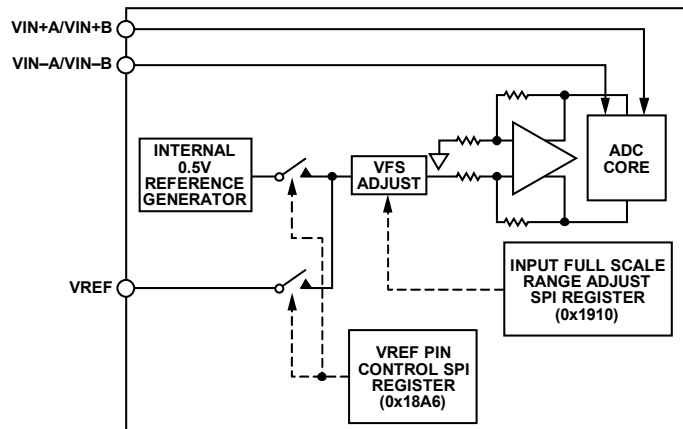 VIN+A/VIN+B
VIN–A/VIN–B
INTERNAL
0.5V
REFERENCE
GENERATOR
VFS
ADJUST
ADC
CORE
VREF
INPUT FULL SCALE
RANGE ADJUST
SPI REGISTER
(0x1910)
VREF PIN
CONTROL SPI
REGISTER
(0x18A6)